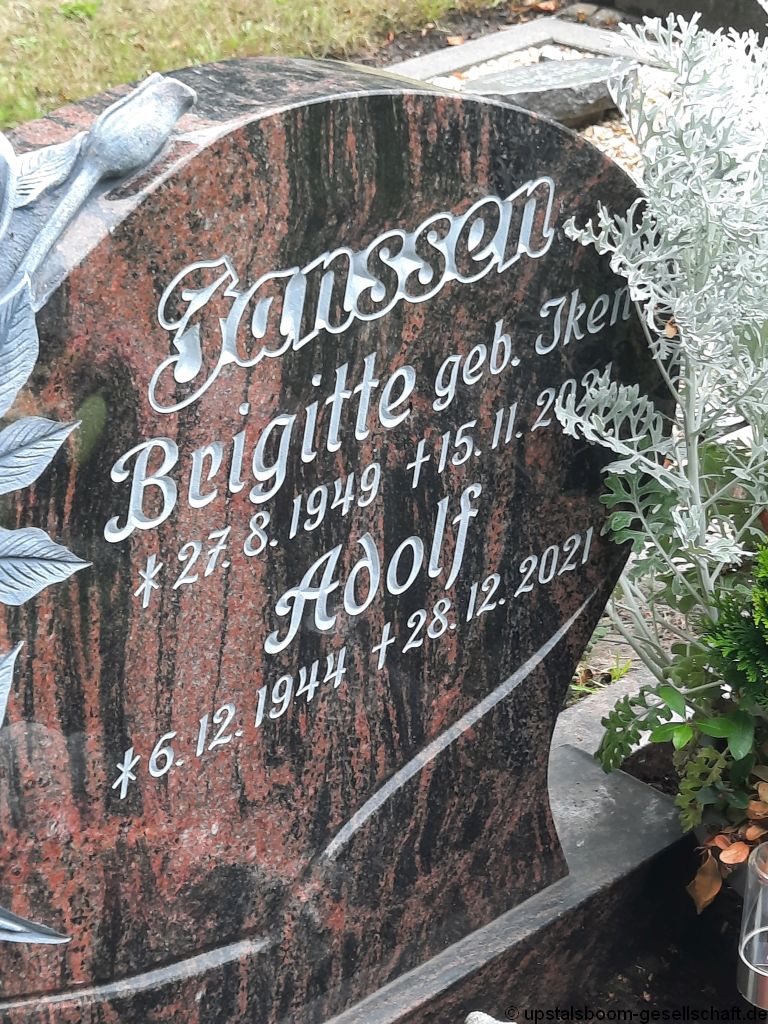 Janssen
Brigitte geb. Iken
* 27. 8. 1949 † 15. 11. 2021
Adolf
* 6. 12. 1944 † 28. 12. 2021
© upstalsboom-gesellschaft.de